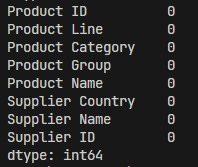 Product ID 0
Product Line 0
Product Category 0
Product Group 0
Product Name 0
Supplier Country 0
Supplier Name 0
Supplier ID 0
dtype: int64